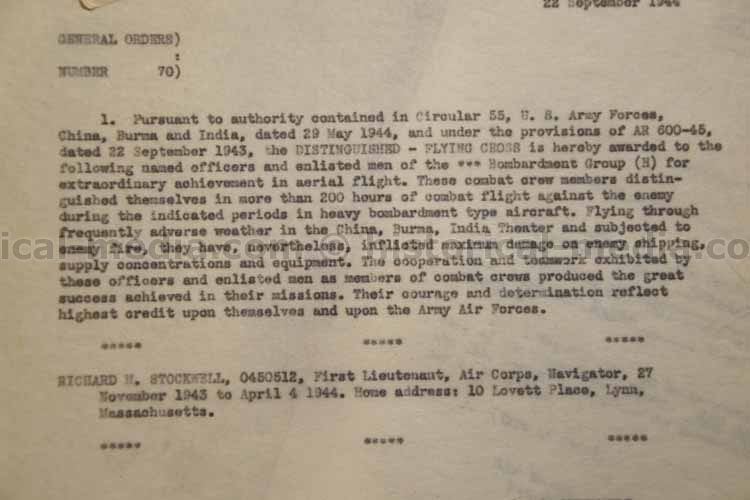 22 September 1944
GENERAL ORDERS)
:
NUMBER 70)
1. Pursuant to authority contained in Circular 55, U. S. Army Forces,
China, Burma and India, dated 29 May 1944, and under the provisions of AR 600-45,
dated 22 September 1943, the DISTINGUISHED - FLYING CROSS is hereby awarded to the
following named officers and enlisted men of the *** Bombardment Group (H) for
extraordinary achievement in aerial flight. These combat crew members distin-
guished themselves in more than 200 hours of combat flight against the enemy
during the indicated periods in heavy bombardment type aircraft. Flying through
frequently adverse weather in the China, Burma, India Theater and subjected to
enemy fire, they have, nevertheless, inflicted maximum damage on enemy shipping,
supply concentrations and equipment. The cooperation and teamwork exhibited by
these officers and enlisted men as members of combat crews produced the great
success achieved in their missions. Their courage and determination reflect
highest credit upon themselves and upon the Army Air Forces.
***** ***** *****
RICHARD M. STOCKWELL, 0450512, First Lieutenant, Air Corps, Navigator, 27
November 1943 to April 4 1944. Home address: 10 Lovett Place, Lynn,
Massachusetts.
***** ***** *****